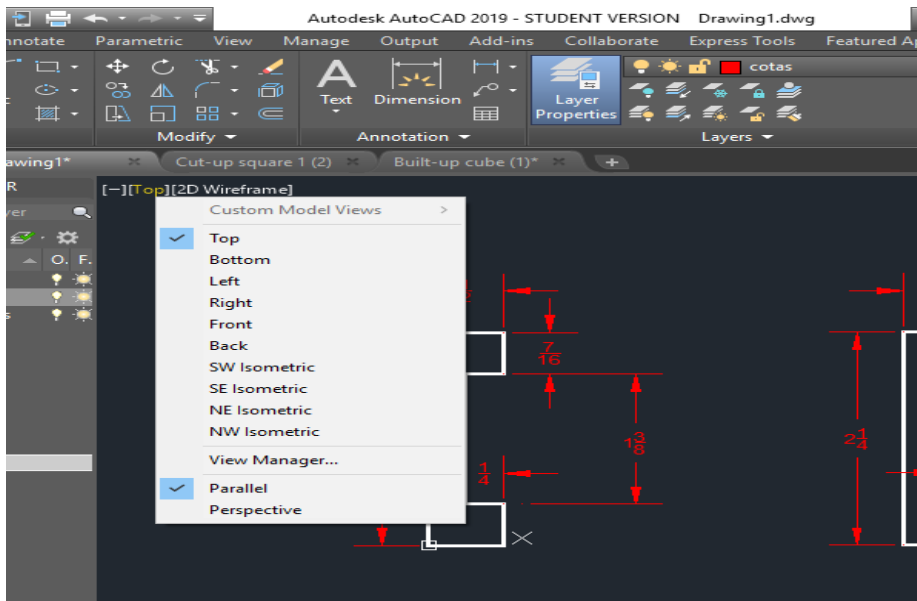 Autodesk AutoCAD 2019 - STUDENT VERSION Drawing1.dwg
Parametric View Manage Output Add-ins Collaborate Express Tools Featured
Text Dimension Layer Properties cotas
Modify Annotation Layers
Cut-up square 1 (2) Built-up cube (1)*
[−][Top][2D Wireframe]
Custom Model Views >
O. F.
Top
Bottom
Left
Right
Front
Back
SW Isometric
SE Isometric
NE Isometric
NW Isometric
View Manager...
Parallel
Perspective
7/16
1 3/8
1/4
2 1/4